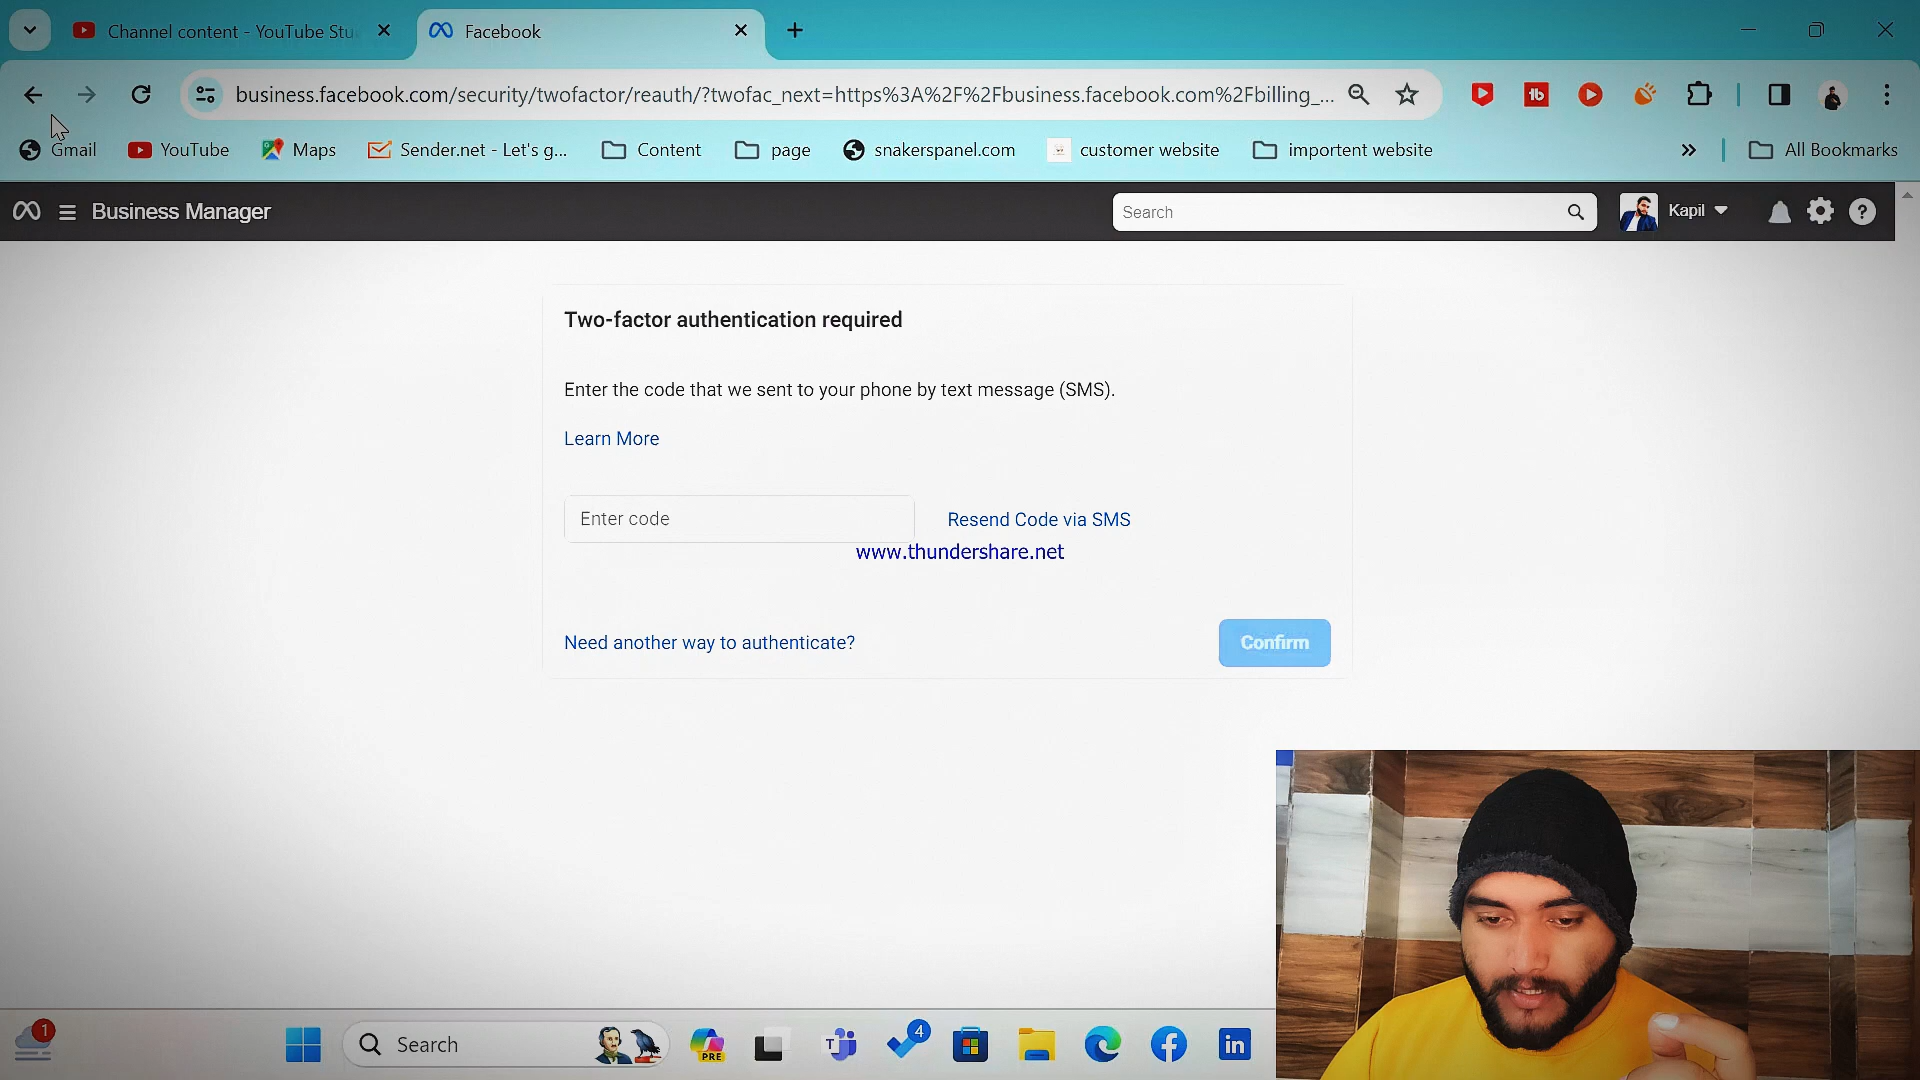 Channel content - YouTube Stu
Facebook
business.facebook.com/security/twofactor/reauth/?twofac_next=https%3A%2F%2Fbusiness.facebook.com%2Fbilling_...
Gmail
YouTube
Maps
Sender.net - Let's g...
Content
page
snakerspanel.com
customer website
importent website
All Bookmarks
Business Manager
Search
Kapil
Two-factor authentication required
Enter the code that we sent to your phone by text message (SMS).
Learn More
Enter code
Resend Code via SMS
www.thundershare.net
Need another way to authenticate?
Confirm
1
Search
PRE
4